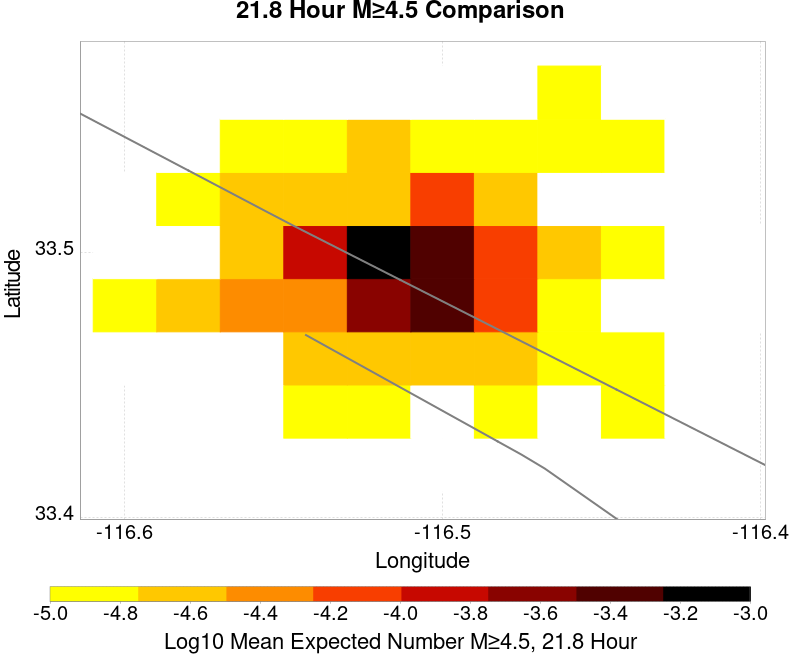 21.8 Hour M≥4.5 Comparison
Latitude
33.5
33.4
-116.6 -116.5 -116.4
Longitude
-5.0 -4.8 -4.6 -4.4 -4.2 -4.0 -3.8 -3.6 -3.4 -3.2 -3.0
Log10 Mean Expected Number M≥4.5, 21.8 Hour